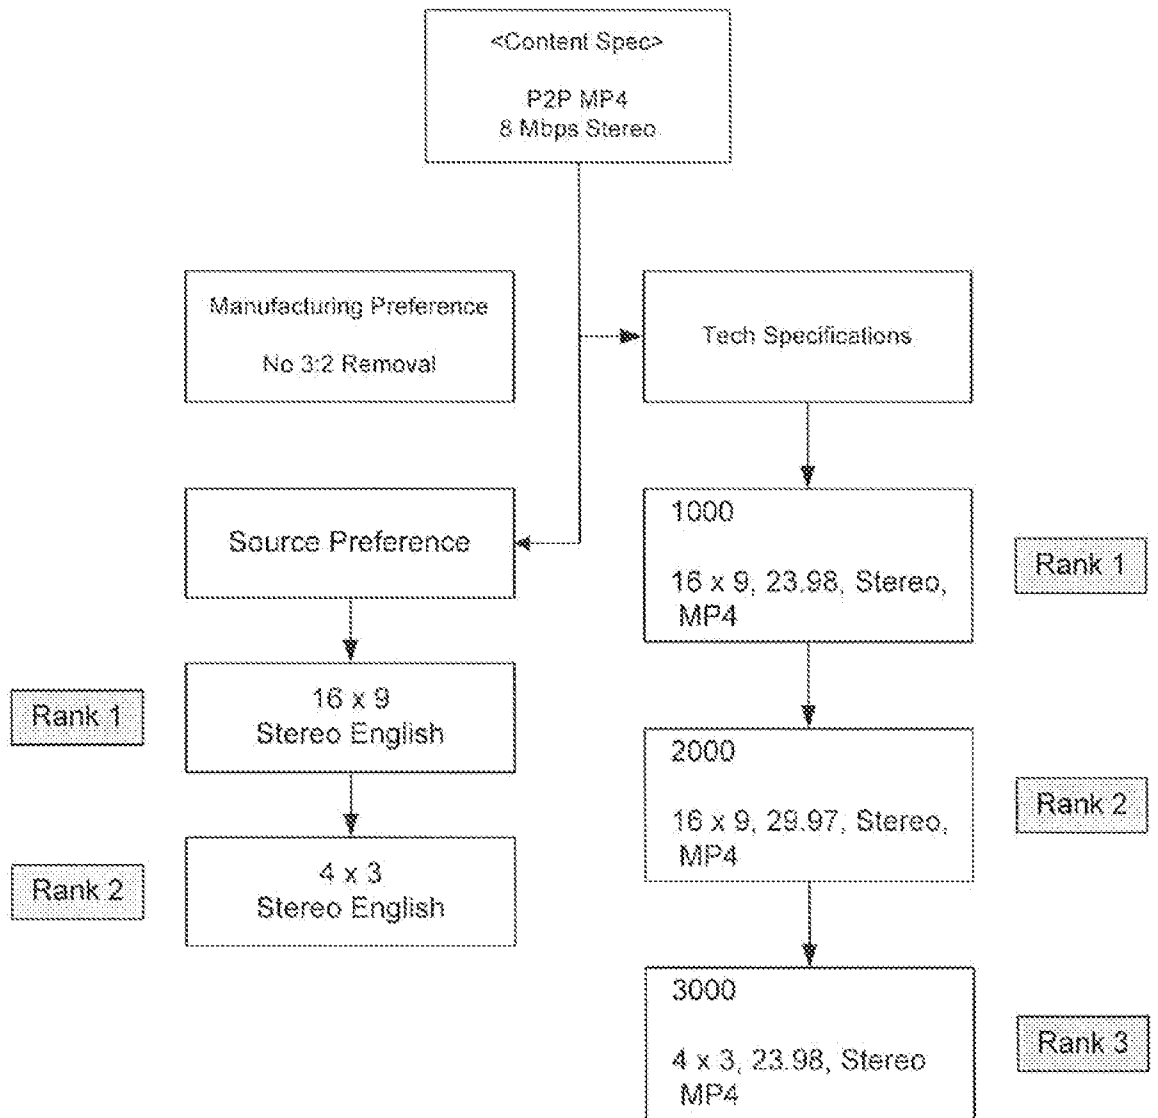 <Content Spec>
P2P MP4
8 Mbps Stereo
Manufacturing Preference
No 3:2 Removal
Tech Specifications
Source Preference
1000
16 x 9, 23.98, Stereo,
MP4
Rank 1
Rank 1
16 x 9
Stereo English
2000
16 x 9, 29.97, Stereo,
MP4
Rank 2
Rank 2
4 x 3
Stereo English
3000
4 x 3, 23.98, Stereo
MP4
Rank 3